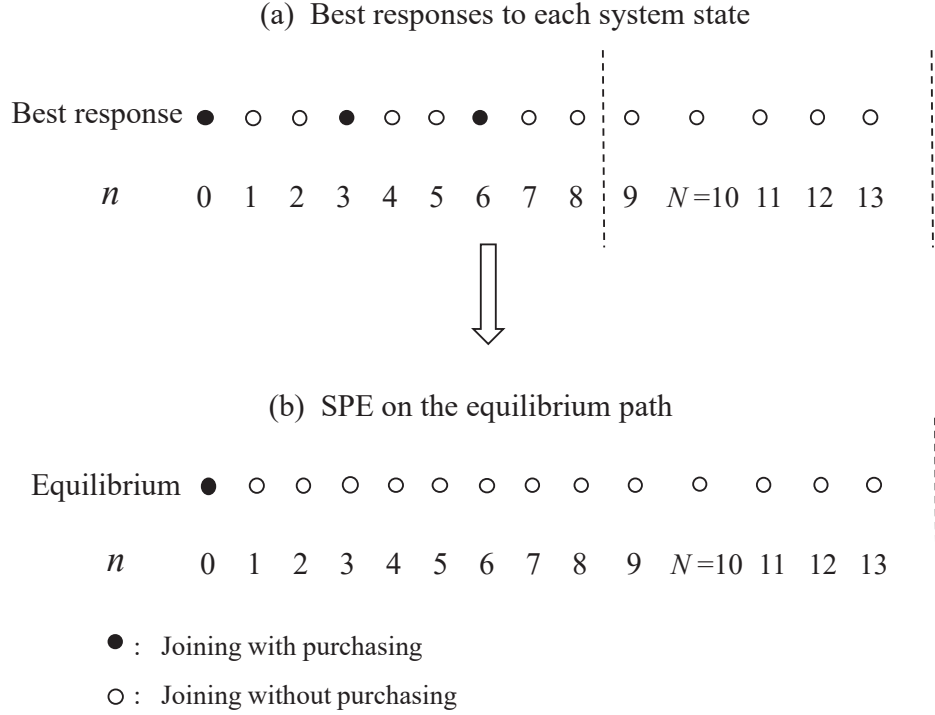 (a) Best responses to each system state
Best response
n 0 1 2 3 4 5 6 7 8 9 N=10 11 12 13
(b) SPE on the equilibrium path
Equilibrium
n 0 1 2 3 4 5 6 7 8 9 N=10 11 12 13
: Joining with purchasing
: Joining without purchasing